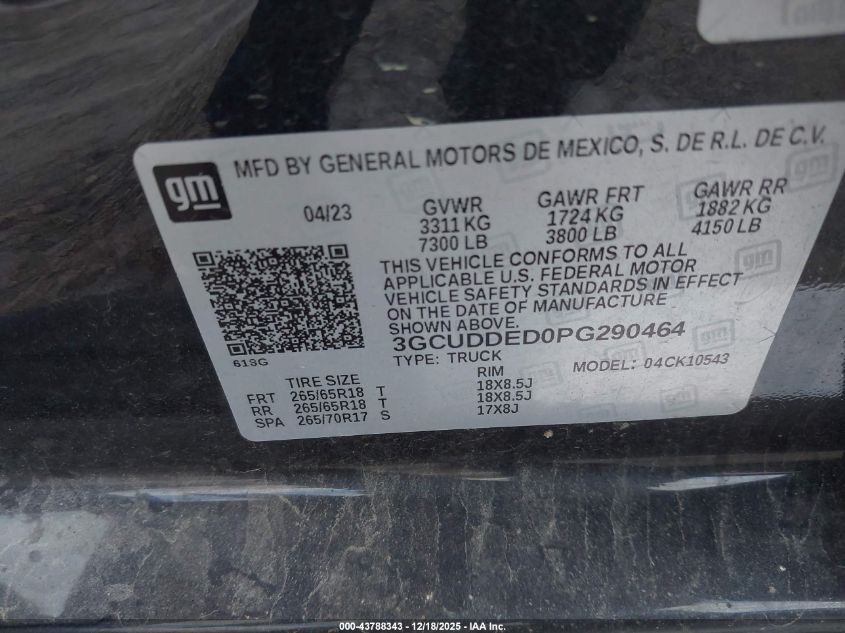 gm
MFD BY GENERAL MOTORS DE MEXICO, S. DE R.L. DE C.V.
04/23 GVWR GAWR FRT GAWR RR
3311 KG 1724 KG 1882 KG
7300 LB 3800 LB 4150 LB
THIS VEHICLE CONFORMS TO ALL
APPLICABLE U.S. FEDERAL MOTOR
VEHICLE SAFETY STANDARDS IN EFFECT
ON THE DATE OF MANUFACTURE
SHOWN ABOVE.
3GCUDDED0PG290464
61SG
TYPE: TRUCK MODEL: 04CK10543
TIRE SIZE RIM
FRT 265/65R18 T 18X8.5J
RR 265/65R18 T 18X8.5J
SPA 265/70R17 S 17X8J
000-43788343 – 12/18/2025 – IAA Inc.